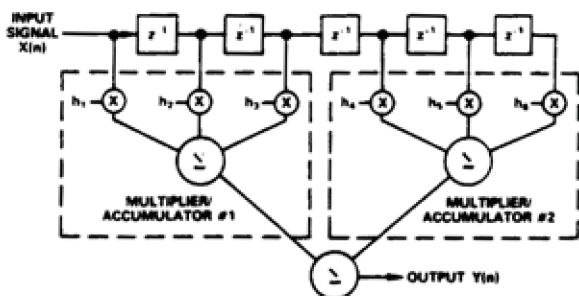 INPUT
SIGNAL
X(n)
z⁻¹ z⁻¹ z⁻¹ z⁻¹ z⁻¹
h₁ X h₂ X h₃ X h₄ X h₅ X h₆ X
Σ Σ
MULTIPLIER/
ACCUMULATOR #1
MULTIPLIER/
ACCUMULATOR #2
Σ OUTPUT Y(n)